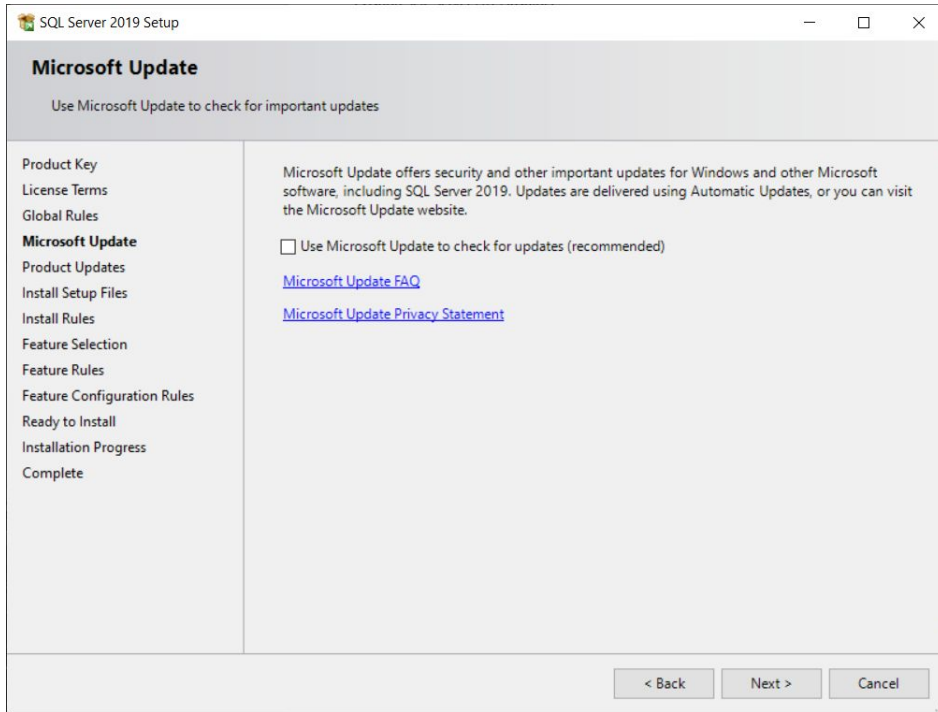 SQL Server 2019 Setup
Microsoft Update
Use Microsoft Update to check for important updates
Product Key
License Terms
Global Rules
Microsoft Update
Product Updates
Install Setup Files
Install Rules
Feature Selection
Feature Rules
Feature Configuration Rules
Ready to Install
Installation Progress
Complete
Microsoft Update offers security and other important updates for Windows and other Microsoft
software, including SQL Server 2019. Updates are delivered using Automatic Updates, or you can visit
the Microsoft Update website.
Use Microsoft Update to check for updates (recommended)
Microsoft Update FAQ
Microsoft Update Privacy Statement
< Back
Next >
Cancel